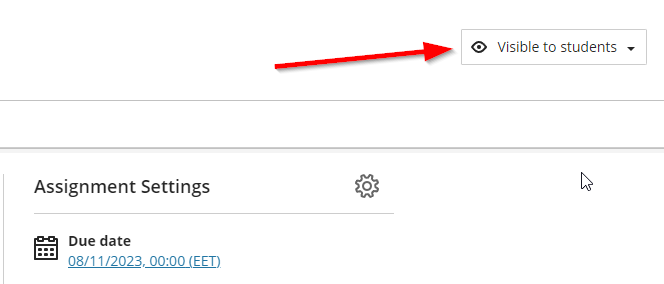 Visible to students
Assignment Settings
Due date
08/11/2023, 00:00 (EET)